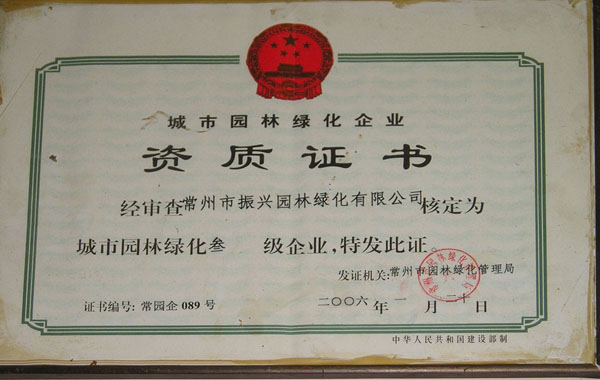 城市园林绿化企业
资质证书
经审查常州市振兴园林绿化有限公司核定为
城市园林绿化叁 级企业,特发此证。
发证机关:常州市园林绿化管理局
证书编号: 常园企 089 号 二〇〇六 年 一 月 二十 日
中华人民共和国建设部制